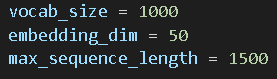 vocab_size = 1000
embedding_dim = 50
max_sequence_length = 1500